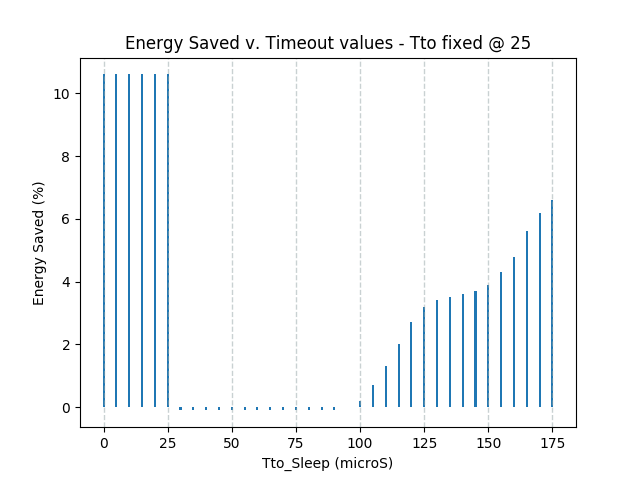 Energy Saved v. Timeout values - Tto fixed @ 25
Energy Saved (%)
10
8
6
4
2
0
0 25 50 75 100 125 150 175
Tto_Sleep (microS)